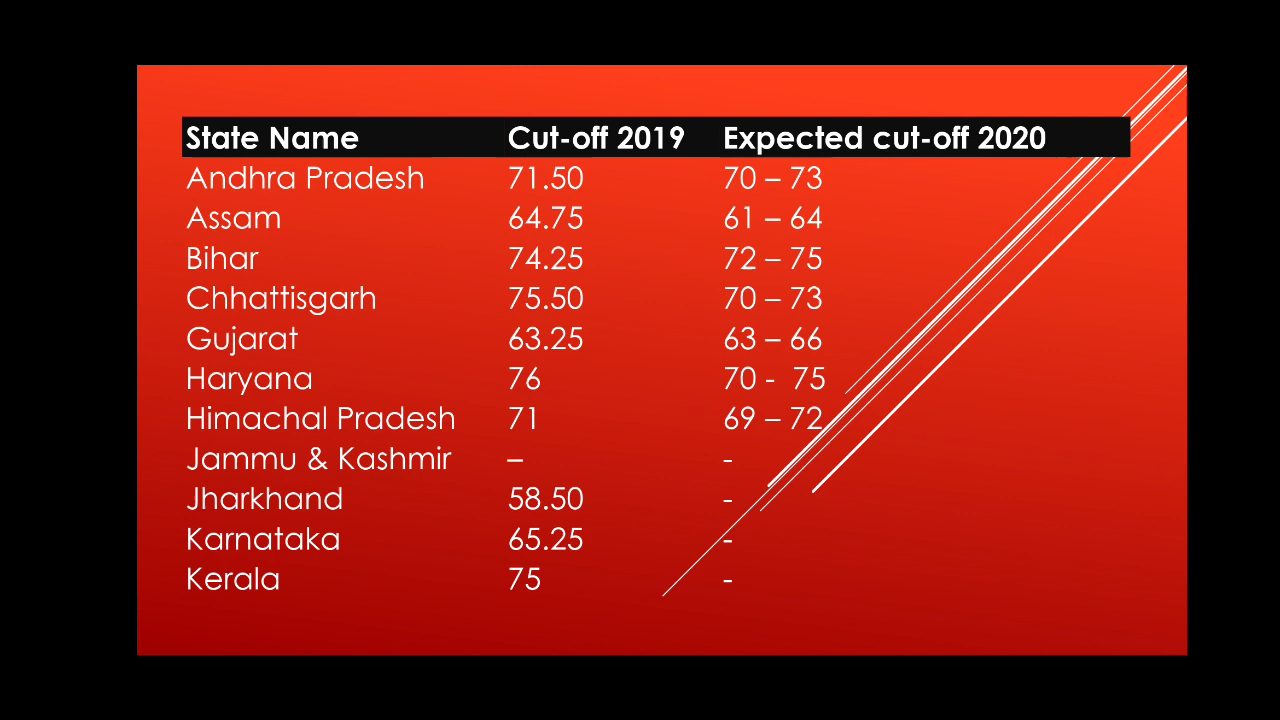 State Name Cut-off 2019 Expected cut-off 2020
Andhra Pradesh 71.50 70 – 73
Assam 64.75 61 – 64
Bihar 74.25 72 – 75
Chhattisgarh 75.50 70 – 73
Gujarat 63.25 63 – 66
Haryana 76 70 - 75
Himachal Pradesh 71 69 – 72
Jammu & Kashmir – -
Jharkhand 58.50 -
Karnataka 65.25 -
Kerala 75 -